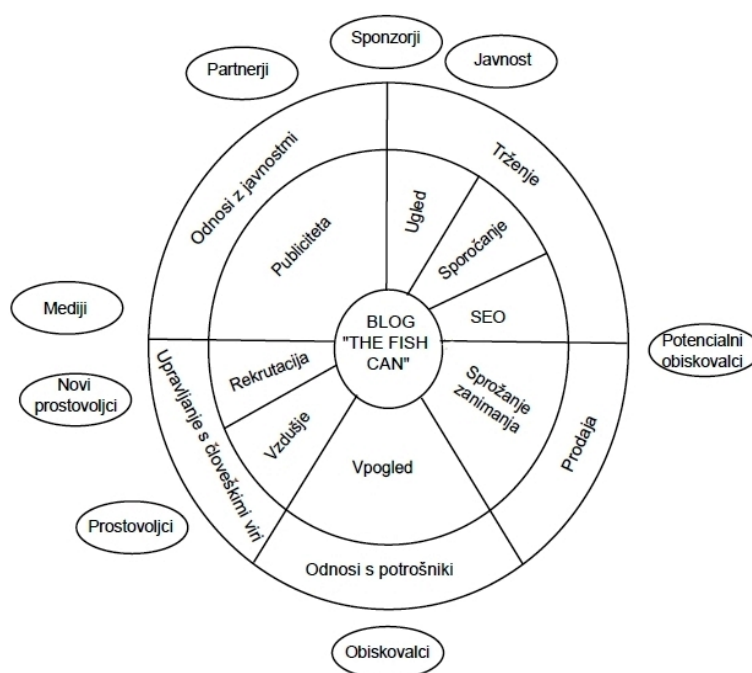 Sponzorji
Partnerji
Javnost
Odnosi z javnostmi
Trženje
Publiciteta
Ugled
Sporočanje
SEO
Mediji
BLOG
"THE FISH
CAN"
Potencialni
obiskovalci
Novi
prostovoljci
Upravljanje s človeškimi viri
Rekrutacija
Vzdušje
Vpogled
Sprožanje
zanimanja
Prodaja
Prostovoljci
Odnosi s potrošniki
Obiskovalci